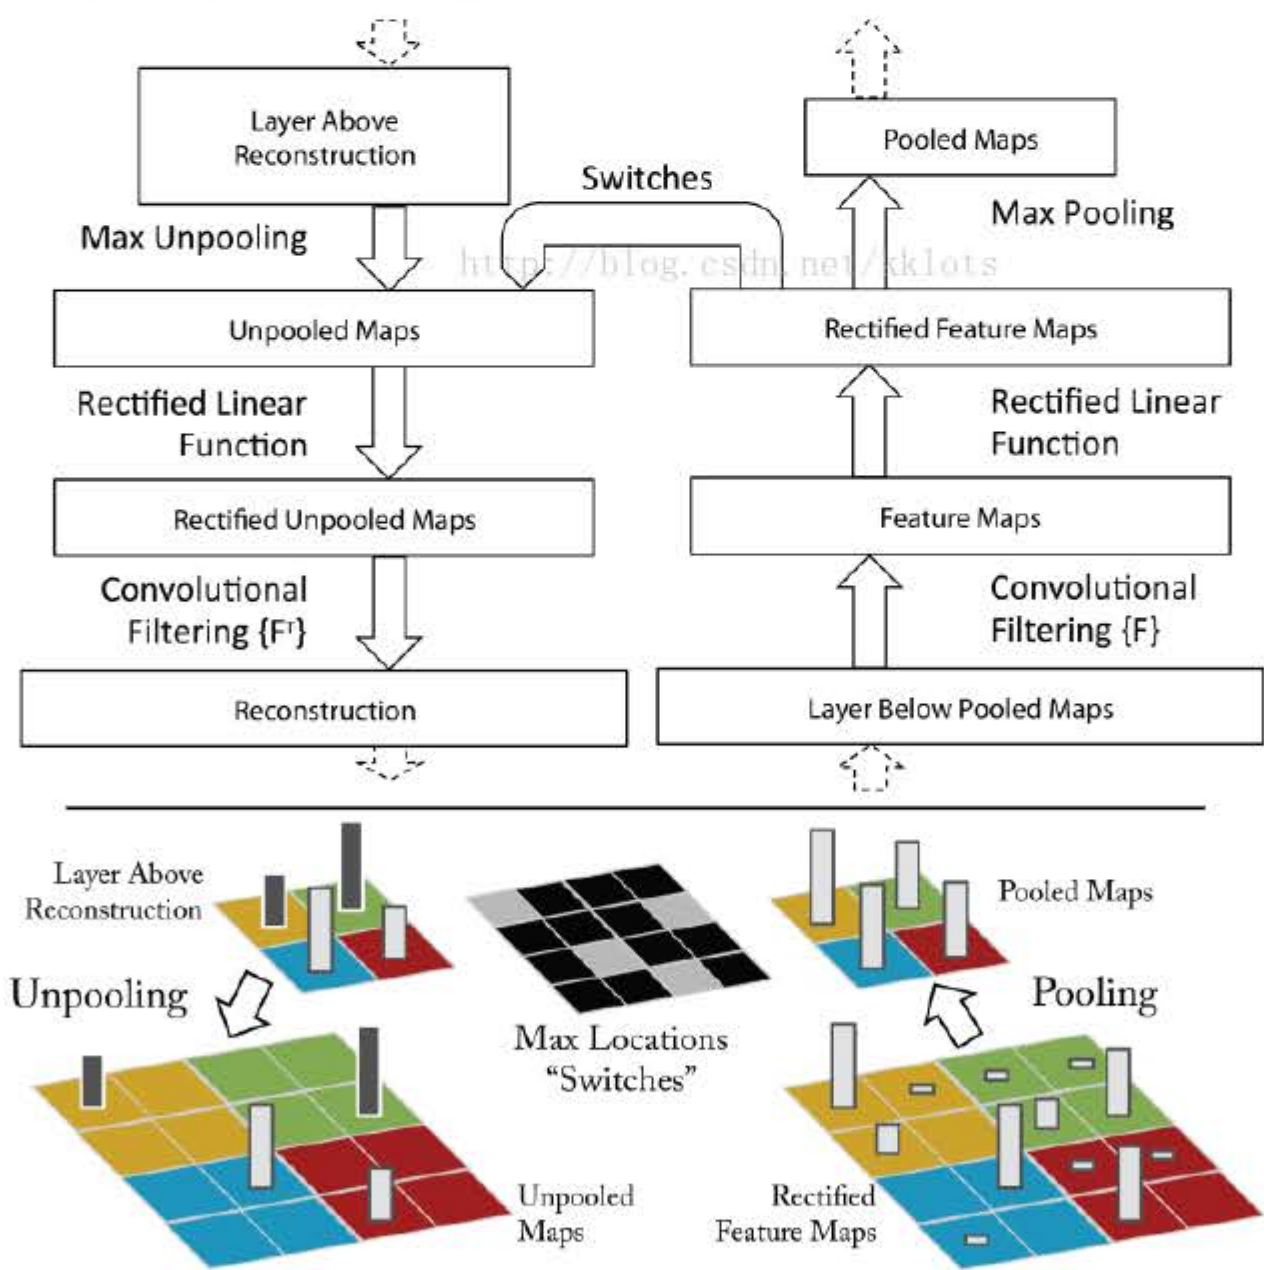 Layer Above
Reconstruction
Pooled Maps
Switches
Max Unpooling
Max Pooling
http://blog.csdn.net/xklots
Unpooled Maps
Rectified Feature Maps
Rectified Linear
Function
Rectified Linear
Function
Rectified Unpooled Maps
Feature Maps
Convolutional
Filtering {Fᵀ}
Convolutional
Filtering {F}
Reconstruction
Layer Below Pooled Maps
Layer Above
Reconstruction
Pooled Maps
Unpooling
Pooling
Max Locations
“Switches”
Unpooled
Maps
Rectified
Feature Maps